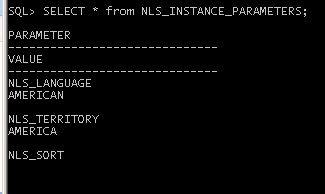 SQL> SELECT * from NLS_INSTANCE_PARAMETERS;
PARAMETER
------------------------------
VALUE
------------------------------
NLS_LANGUAGE
AMERICAN
NLS_TERRITORY
AMERICA
NLS_SORT